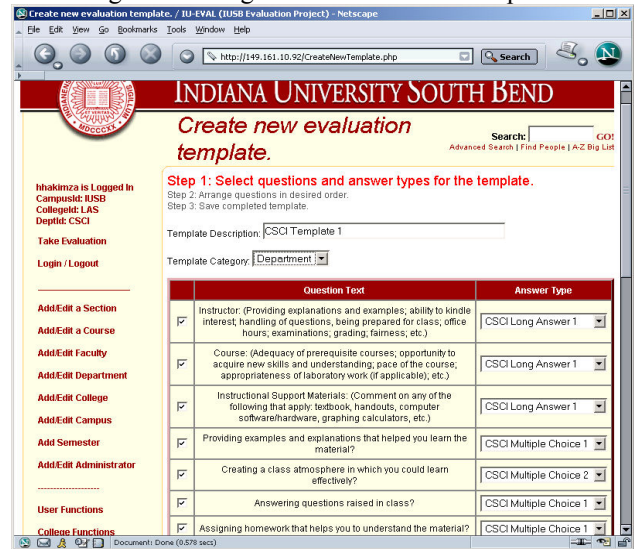 Create new evaluation template. / IU-EVAL (IUSB Evaluation Project) - Netscape
File Edit View Go Bookmarks Tools Window Help
http://149.161.10.92/CreateNewTemplate.php
Search
N
INDIANA UNIVERSITY SOUTH BEND
MDCCCXX
Create new evaluation
template.
Search: GO!
Advanced Search | Find People | A-Z Big List
hhakimza is Logged In
CampusId: IUSB
CollegeId: LAS
DeptId: CSCI
Take Evaluation
Login / Logout
Add/Edit a Section
Add/Edit a Course
Add/Edit Faculty
Add/Edit Department
Add/Edit College
Add/Edit Campus
Add Semester
Add/Edit Administrator
-------------------
User Functions
College Functions
Step 1: Select questions and answer types for the template.
Step 2: Arrange questions in desired order.
Step 3: Save completed template.
Template Description: CSCI Template 1
Template Category: Department
Question Text Answer Type
Instructor: (Providing explanations and examples; ability to kindle
interest; handling of questions, being prepared for class; office
hours; examinations; grading; fairness; etc.)
CSCI Long Answer 1
Course: (Adequacy of prerequisite courses; opportunity to
acquire new skills and understanding; pace of the course;
appropriateness of laboratory work (if applicable); etc.)
CSCI Long Answer 1
Instructional Support Materials: (Comment on any of the
following that apply: textbook, handouts, computer
software/hardware, graphing calculators, etc.)
CSCI Long Answer 1
Providing examples and explanations that helped you learn the
material?
CSCI Multiple Choice 1
Creating a class atmosphere in which you could learn
effectively?
CSCI Multiple Choice 2
Answering questions raised in class?
CSCI Multiple Choice 1
Assigning homework that helps you to understand the material?
CSCI Multiple Choice 1
Document: Done (0.578 secs)